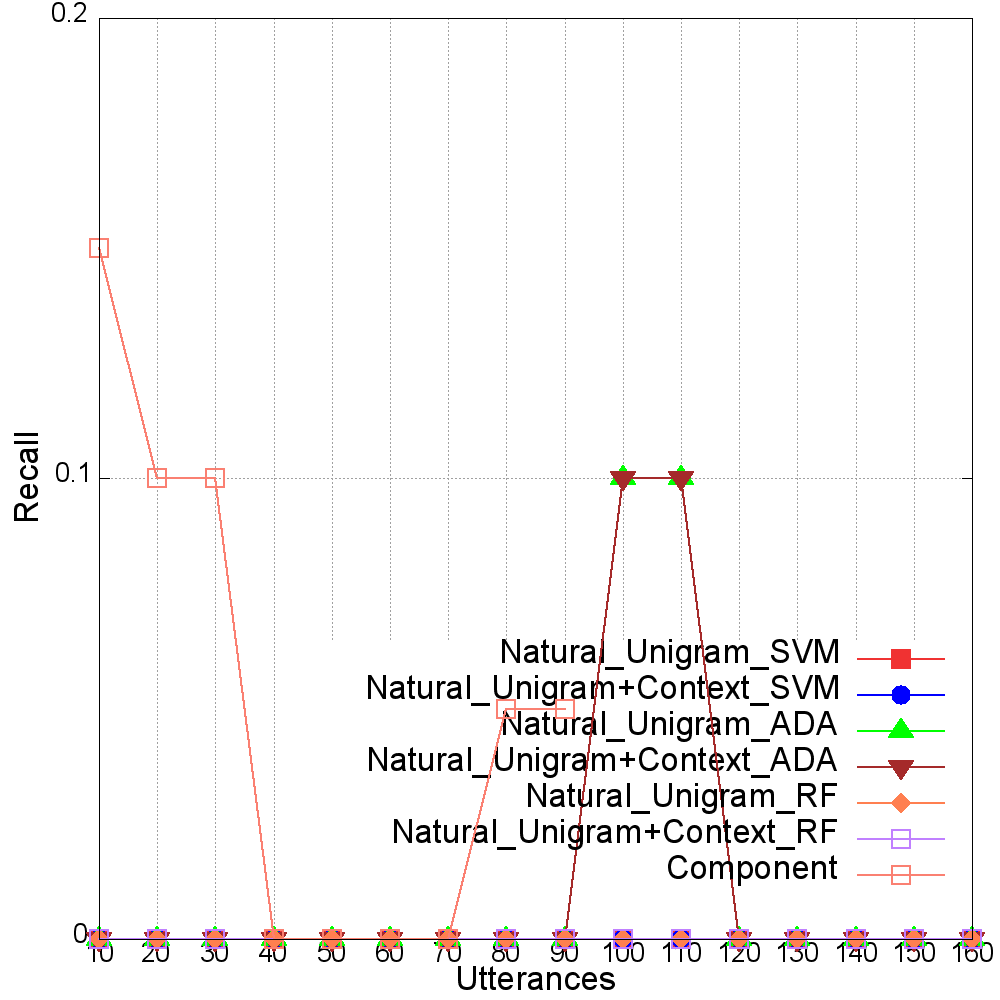 0.2
Recall
0.1
Natural_Unigram_SVM
Natural_Unigram+Context_SVM
Natural_Unigram_ADA
Natural_Unigram+Context_ADA
Natural_Unigram_RF
Natural_Unigram+Context_RF
Component
0
10 20 30 40 50 60 70 80 90 100 110 120 130 140 150 160
Utterances